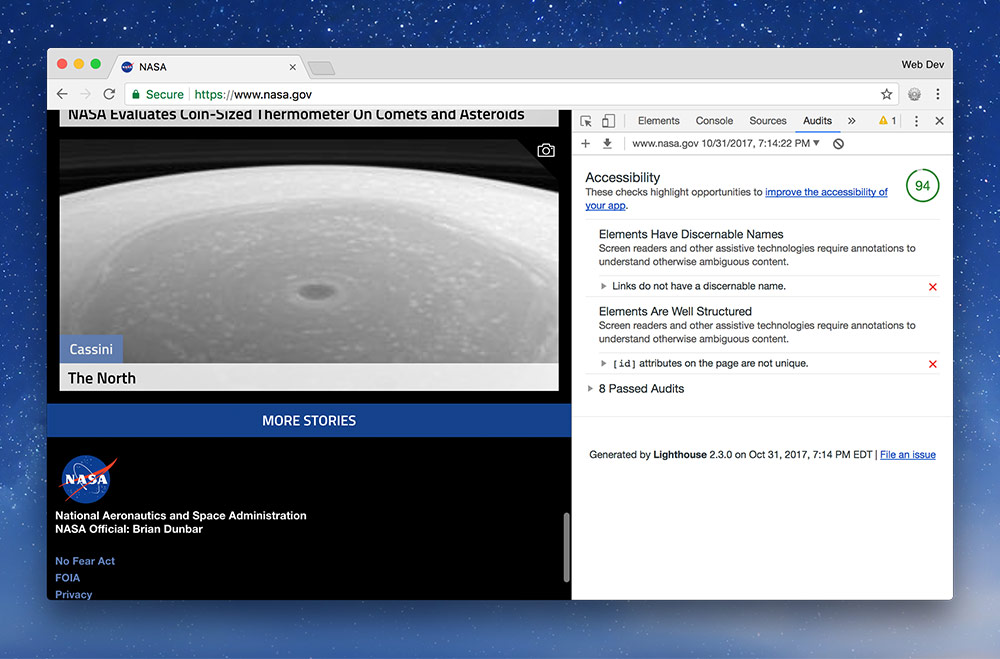 NASA
Web Dev
Secure
https://www.nasa.gov
NASA Evaluates Coin-Sized Thermometer On Comets and Asteroids
Cassini
The North
MORE STORIES
NASA
National Aeronautics and Space Administration
NASA Official: Brian Dunbar
No Fear Act
FOIA
Privacy
Elements Console Sources Audits » 1
www.nasa.gov 10/31/2017, 7:14:22 PM
Accessibility
These checks highlight opportunities to improve the accessibility of
your app.
94
Elements Have Discernable Names
Screen readers and other assistive technologies require annotations to
understand otherwise ambiguous content.
Links do not have a discernable name.
Elements Are Well Structured
Screen readers and other assistive technologies require annotations to
understand otherwise ambiguous content.
[id] attributes on the page are not unique.
8 Passed Audits
Generated by Lighthouse 2.3.0 on Oct 31, 2017, 7:14 PM EDT | File an issue